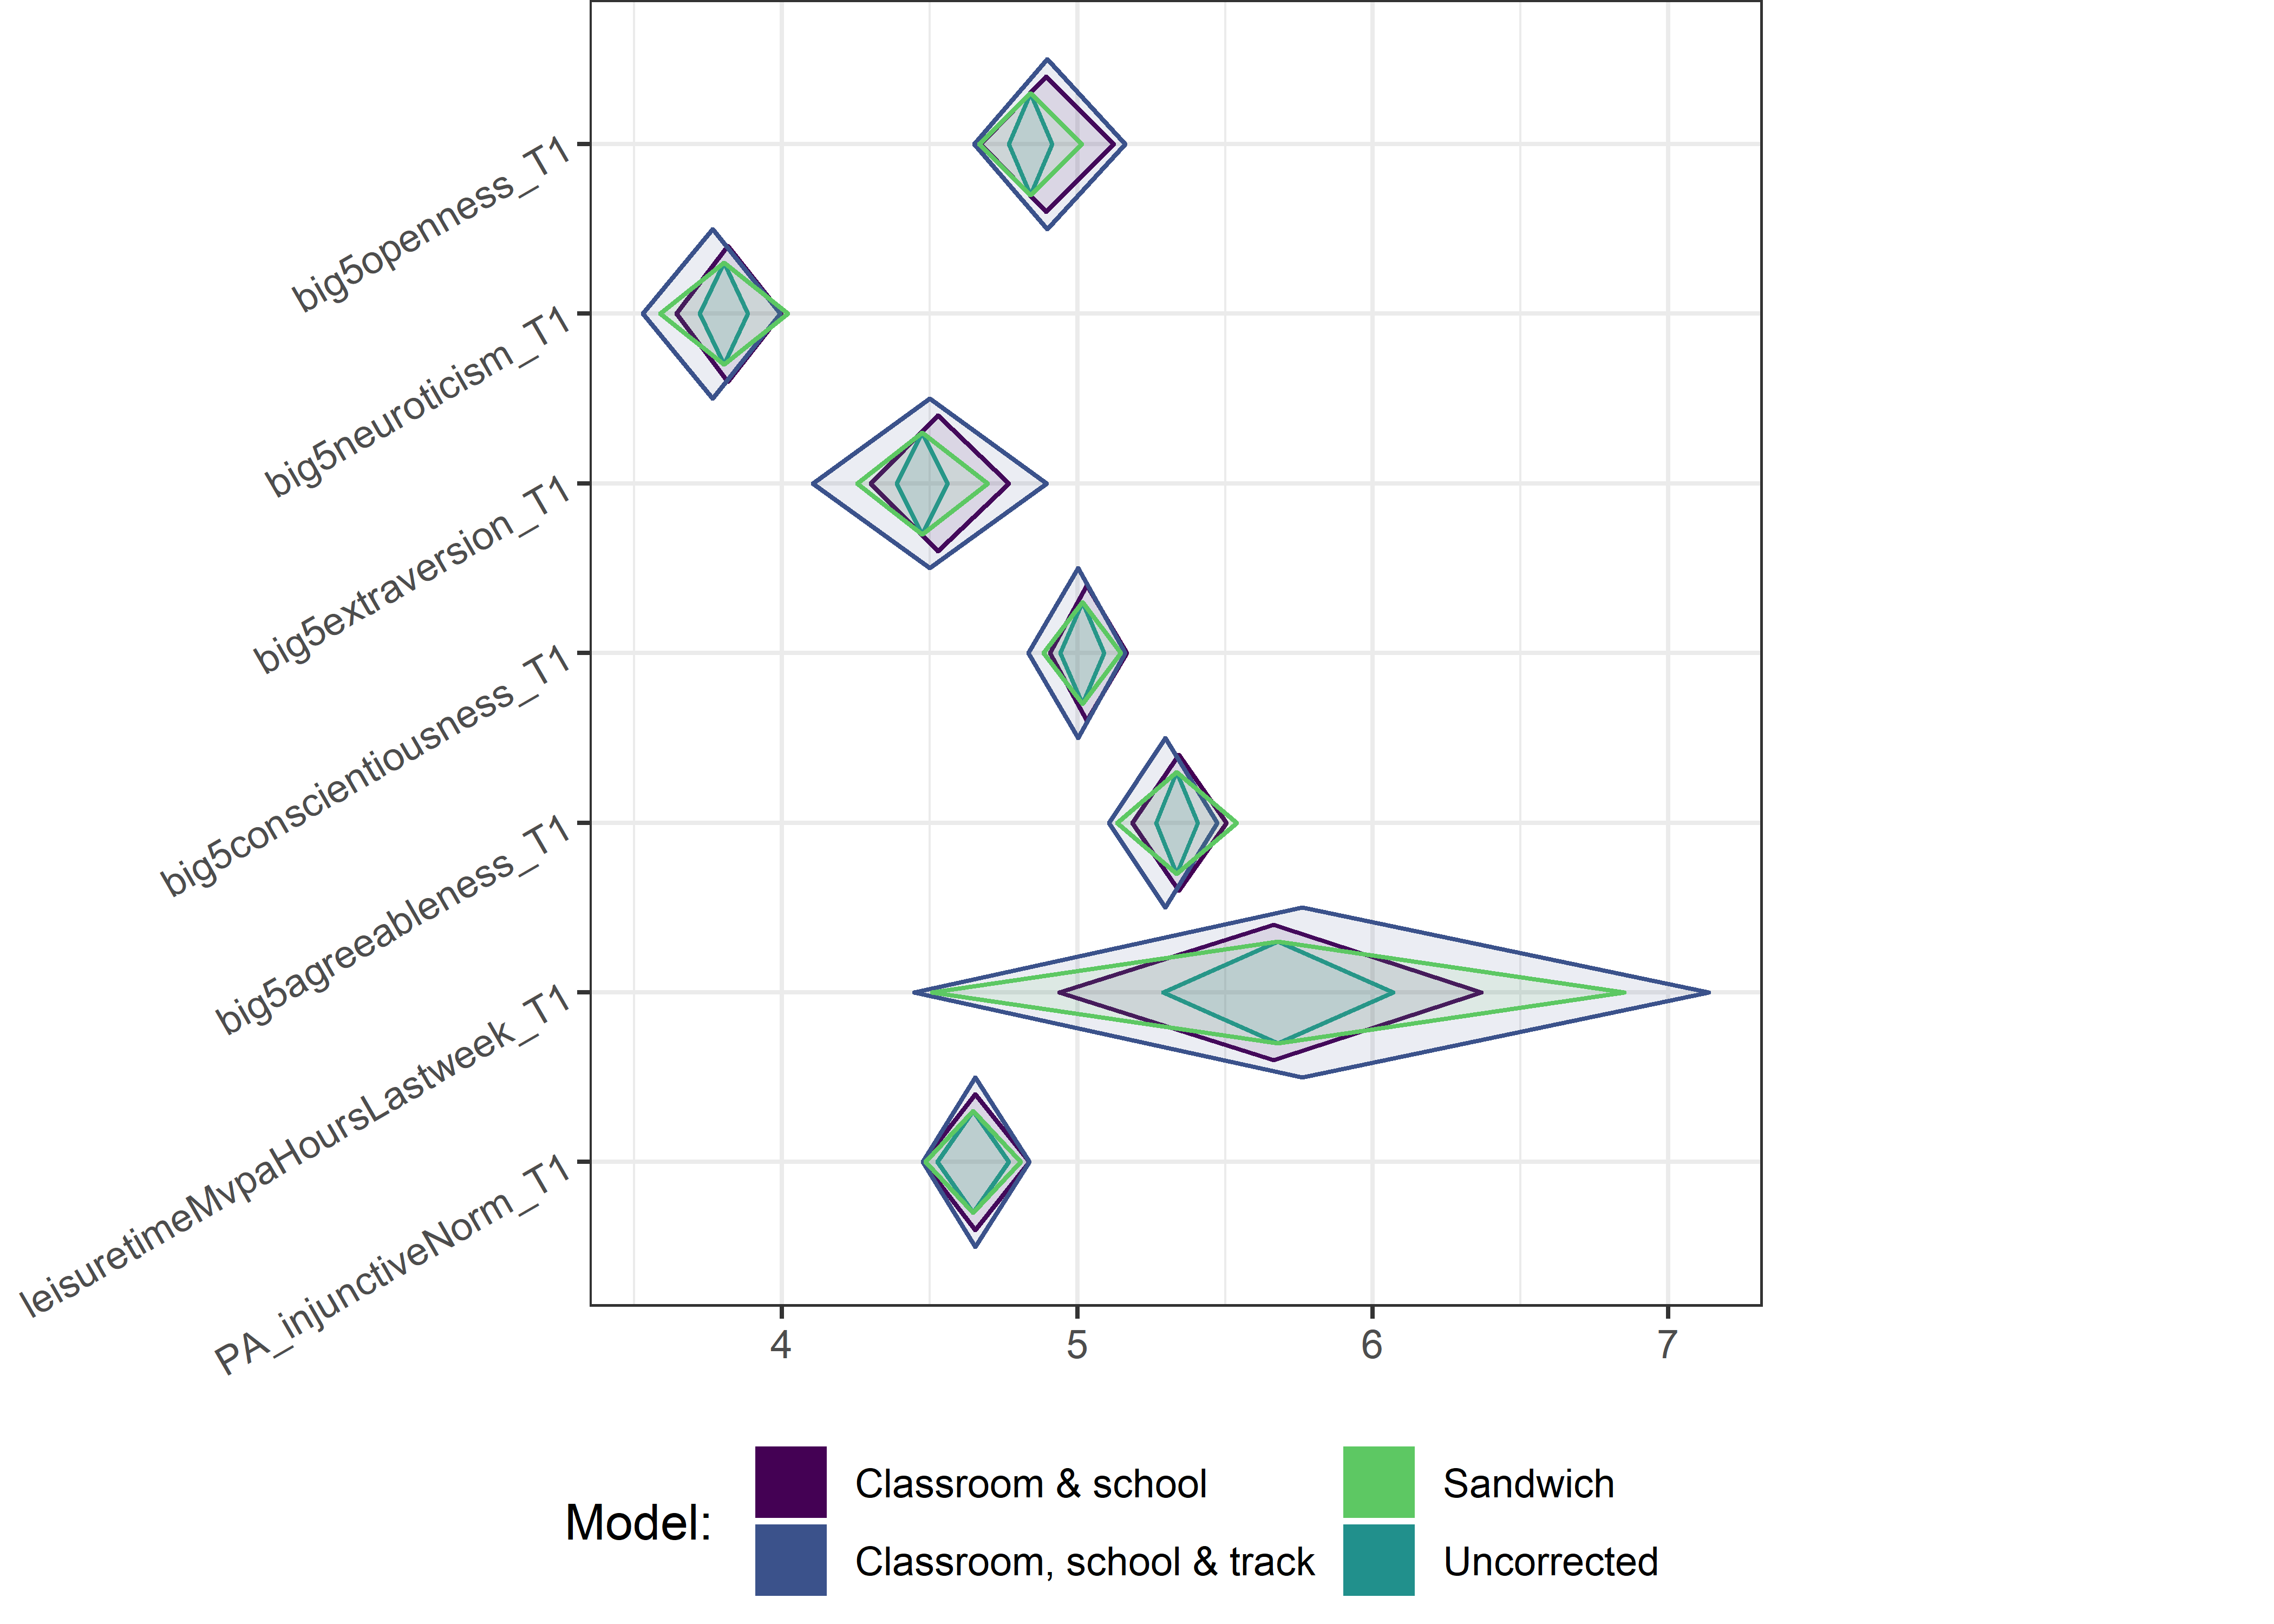 big5openness_T1
big5neuroticism_T1
big5extraversion_T1
big5conscientiousness_T1
big5agreeableness_T1
leisuretimeMvpaHoursLastweek_T1
PA_injunctiveNorm_T1
4 5 6 7
Model:
Classroom & school
Classroom, school & track
Sandwich
Uncorrected